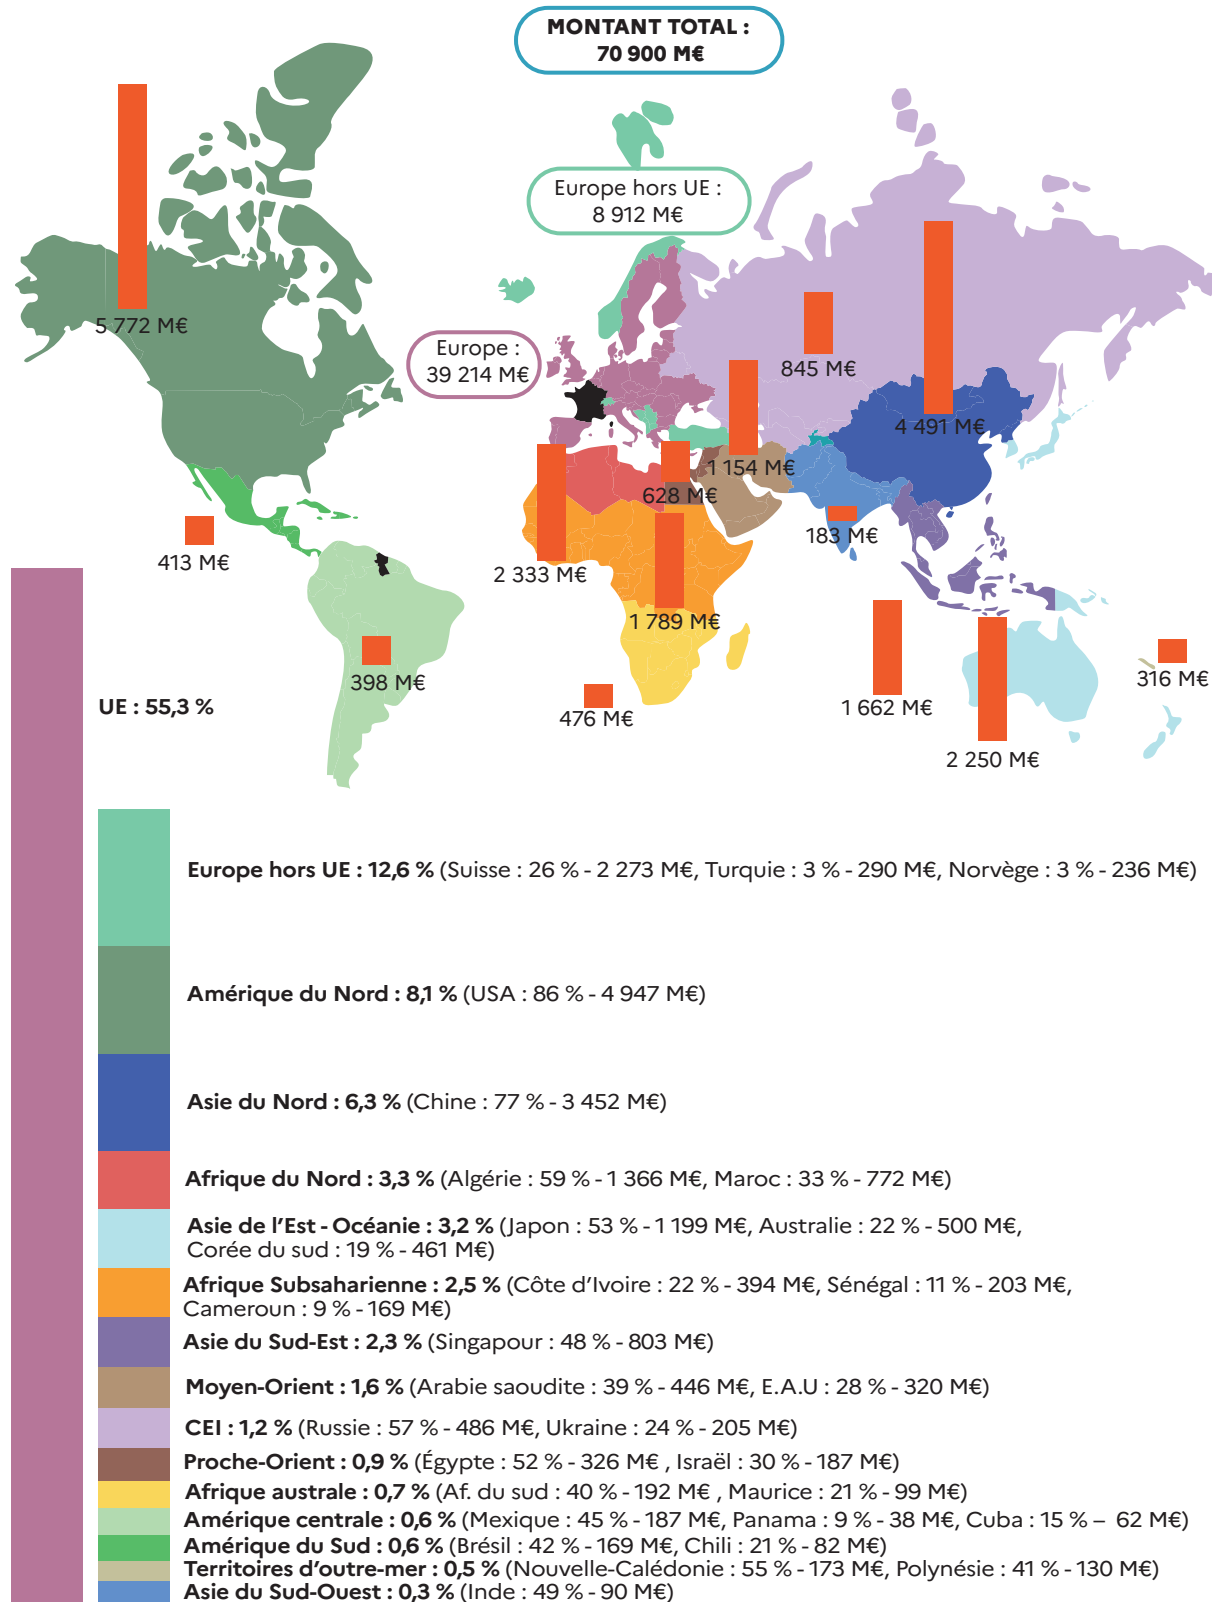 MONTANT TOTAL :
70 900 M€
Europe hors UE :
8 912 M€
5 772 M€
Europe :
39 214 M€
845 M€
4 491 M€
1 154 M€
628 M€
183 M€
413 M€
2 333 M€
1 789 M€
398 M€
476 M€
1 662 M€
316 M€
2 250 M€
UE : 55,3 %
Europe hors UE : 12,6 % (Suisse : 26 % - 2 273 M€, Turquie : 3 % - 290 M€, Norvège : 3 % - 236 M€)
Amérique du Nord : 8,1 % (USA : 86 % - 4 947 M€)
Asie du Nord : 6,3 % (Chine : 77 % - 3 452 M€)
Afrique du Nord : 3,3 % (Algérie : 59 % - 1 366 M€, Maroc : 33 % - 772 M€)
Asie de l'Est - Océanie : 3,2 % (Japon : 53 % - 1 199 M€, Australie : 22 % - 500 M€,
Corée du sud : 19 % - 461 M€)
Afrique Subsaharienne : 2,5 % (Côte d'Ivoire : 22 % - 394 M€, Sénégal : 11 % - 203 M€,
Cameroun : 9 % - 169 M€)
Asie du Sud-Est : 2,3 % (Singapour : 48 % - 803 M€)
Moyen-Orient : 1,6 % (Arabie saoudite : 39 % - 446 M€, E.A.U : 28 % - 320 M€)
CEI : 1,2 % (Russie : 57 % - 486 M€, Ukraine : 24 % - 205 M€)
Proche-Orient : 0,9 % (Égypte : 52 % - 326 M€ , Israël : 30 % - 187 M€)
Afrique australe : 0,7 % (Af. du sud : 40 % - 192 M€ , Maurice : 21 % - 99 M€)
Amérique centrale : 0,6 % (Mexique : 45 % - 187 M€, Panama : 9 % - 38 M€, Cuba : 15 % – 62 M€)
Amérique du Sud : 0,6 % (Brésil : 42 % - 169 M€, Chili : 21 % - 82 M€)
Territoires d'outre-mer : 0,5 % (Nouvelle-Calédonie : 55 % - 173 M€, Polynésie : 41 % - 130 M€)
Asie du Sud-Ouest : 0,3 % (Inde : 49 % - 90 M€)